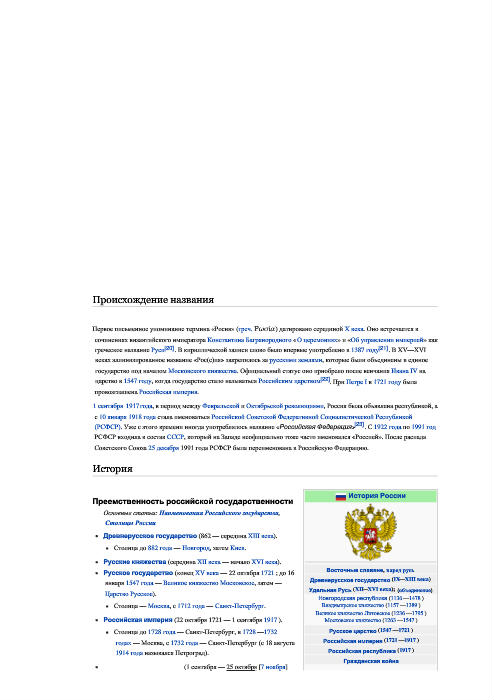 Происхождение названия
Первое письменное упоминание термина «Росия» (греч. Ρωσία) датировано серединой X века. Оно встречается в
сочинениях византийского императора Константина Багрянородного «О церемониях» и «Об управлении империей» как
греческое название Руси[20]. В кириллической записи слово было впервые употреблено в 1387 году[21]. В XV—XVI
веках эллинизированное название «Рос(с)ия» закрепилось за русскими землями, которые были объединены в единое
государство под началом Московского княжества. Официальный статус оно приобрело после венчания Ивана IV на
царство в 1547 году, когда государство стало называться Российским царством[22]. При Петре I в 1721 году была
провозглашена Российская империя.
1 сентября 1917 года, в период между Февральской и Октябрьской революциями, Россия была объявлена республикой, а
с 10 января 1918 года стала именоваться Российской Советской Федеративной Социалистической Республикой
(РСФСР). Уже с этого времени иногда употреблялось название «Российская Федерация»[23]. С 1922 года по 1991 год
РСФСР входила в состав СССР, который на Западе неофициально тоже часто именовался «Россией». После распада
Советского Союза 25 декабря 1991 года РСФСР была переименована в Российскую Федерацию.
История
Преемственность российской государственности
Основные статьи: Наименования Российского государства,
Столицы России
Древнерусское государство (862 — середина XIII века).
Столица до 882 года — Новгород, затем Киев.
Русские княжества (середина XII века — начало XVI века).
Русское государство (конец XV века — 22 октября 1721 ; до 16
января 1547 года — Великое княжество Московское, затем —
Царство Русское).
Столица — Москва, с 1712 года — Санкт-Петербург.
Российская империя (22 октября 1721 — 1 сентября 1917 ).
Столица до 1728 года — Санкт-Петербург, в 1728 —1732
годах — Москва, с 1732 года — Санкт-Петербург (с 18 августа
1914 года назывался Петроград).
(1 сентября — 25 октября [7 ноября]
История России
Восточные славяне, народ русь
Древнерусское государство (IX—XIII века)
Удельная Русь (XII—XVI века); (объединение)
Новгородская республика (1136 —1478 )
Владимирское княжество (1157 —1389 )
Великое княжество Литовское (1236 —1795 )
Московское княжество (1263 —1547 )
Русское царство (1547 —1721 )
Российская империя (1721 —1917 )
Российская республика (1917 )
Гражданская война